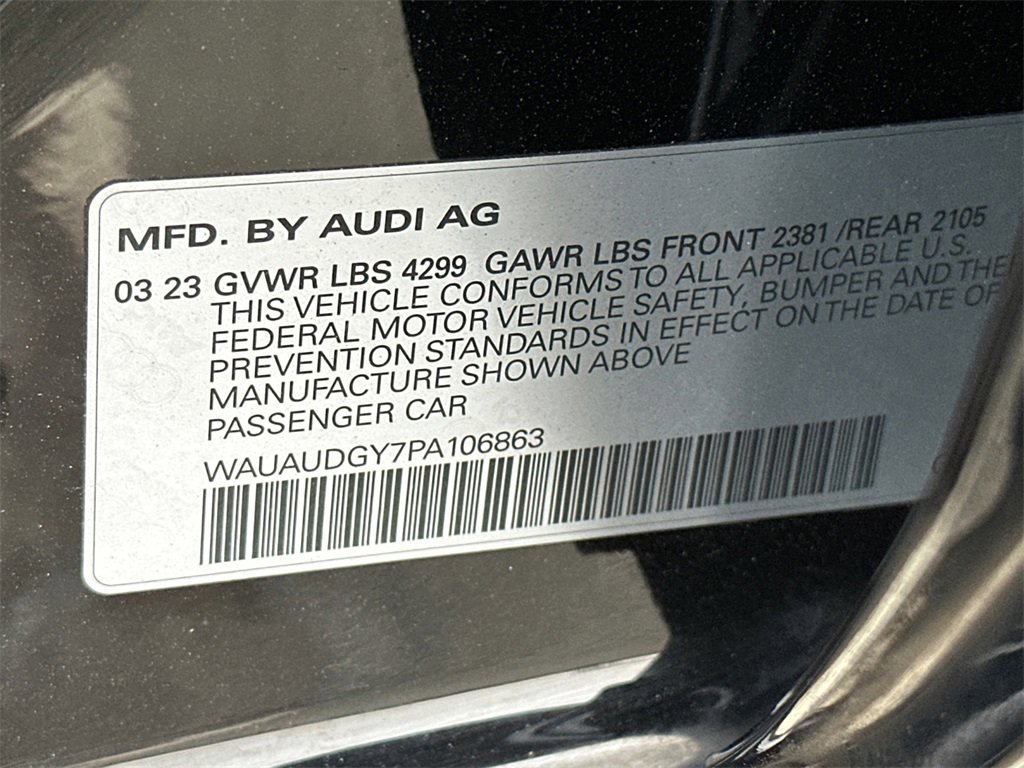 MFD. BY AUDI AG
03 23 GVWR LBS 4299 GAWR LBS FRONT 2381 /REAR 2105
THIS VEHICLE CONFORMS TO ALL APPLICABLE U.S.
FEDERAL MOTOR VEHICLE SAFETY, BUMPER AND THE
PREVENTION STANDARDS IN EFFECT ON THE DATE OF
MANUFACTURE SHOWN ABOVE
PASSENGER CAR
WAUAUDGY7PA106863